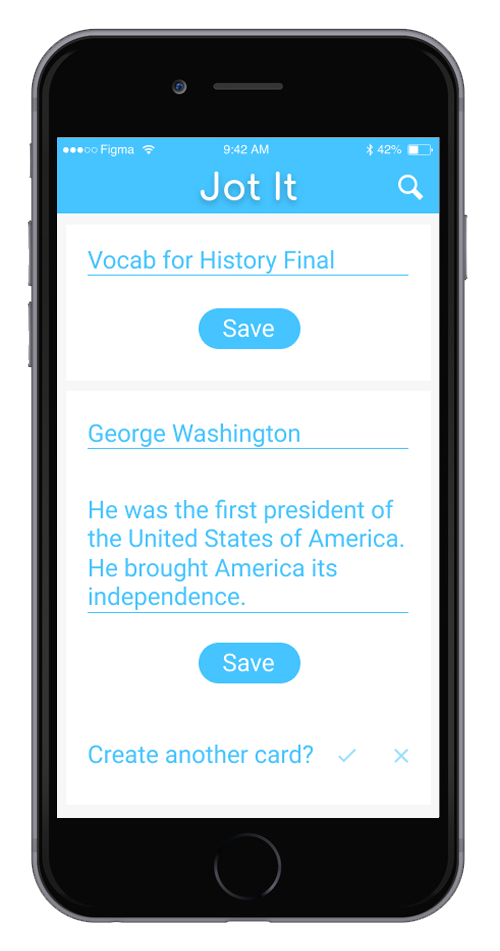 Figma 9:42 AM 42%
Jot It
Vocab for History Final
Save
George Washington
He was the first president of
the United States of America.
He brought America its
independence.
Save
Create another card?